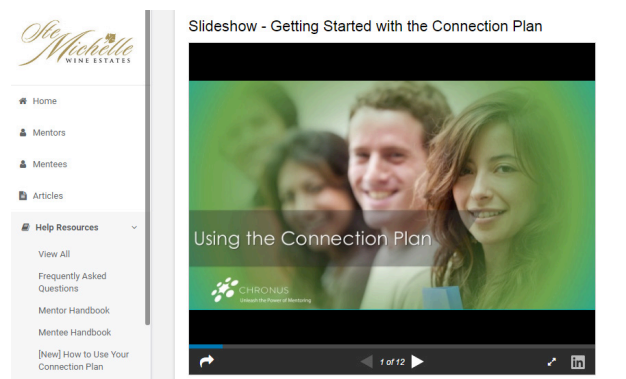 Ste
Michelle
WINE ESTATES
Home
Mentors
Mentees
Articles
Help Resources
View All
Frequently Asked
Questions
Mentor Handbook
Mentee Handbook
[New] How to Use Your
Connection Plan
Slideshow - Getting Started with the Connection Plan
Using the Connection Plan
CHRONUS
Unleash the Power of Mentoring
1 of 12
in